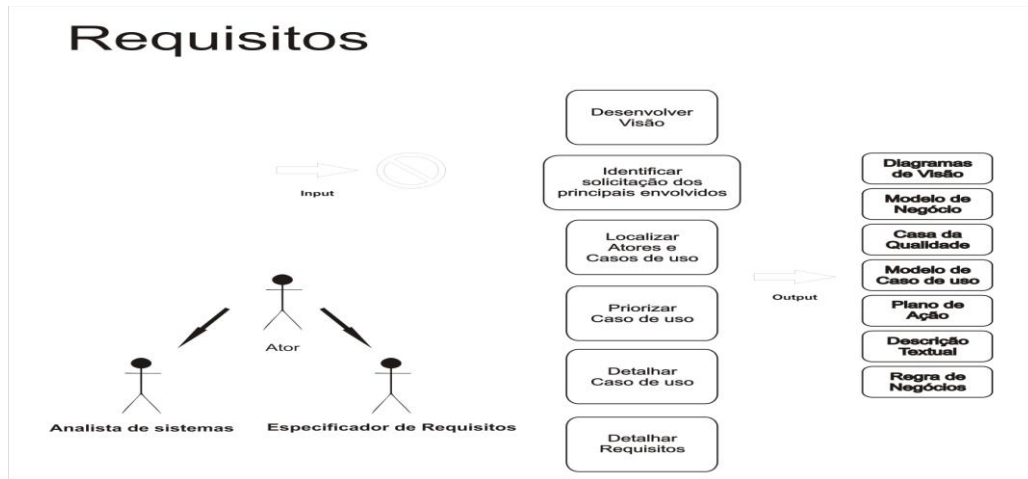 Requisitos
Input
Ator
Analista de sistemas
Especificador de Requisitos
Desenvolver
Visão
Identificar
solicitação dos
principais envolvidos
Localizar
Atores e
Casos de uso
Priorizar
Caso de uso
Detalhar
Caso de uso
Detalhar
Requisitos
Output
Diagramas
de Visão
Modelo de
Negócio
Casa da
Qualidade
Modelo de
Caso de uso
Plano de
Ação
Descrição
Textual
Regra de
Negócios